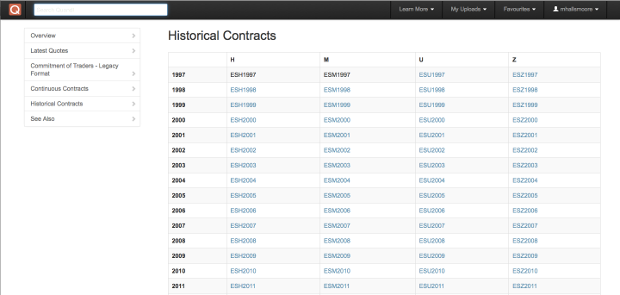 Q
Learn More
My Uploads
Favourites
mhallsmoore
Overview
Latest Quotes
Commitment of Traders - Legacy
Format
Continuous Contracts
Historical Contracts
See Also
Historical Contracts
H M U Z
1997 ESH1997 ESM1997 ESU1997 ESZ1997
1998 ESH1998 ESM1998 ESU1998 ESZ1998
1999 ESH1999 ESM1999 ESU1999 ESZ1999
2000 ESH2000 ESM2000 ESU2000 ESZ2000
2001 ESH2001 ESM2001 ESU2001 ESZ2001
2002 ESH2002 ESM2002 ESU2002 ESZ2002
2003 ESH2003 ESM2003 ESU2003 ESZ2003
2004 ESH2004 ESM2004 ESU2004 ESZ2004
2005 ESH2005 ESM2005 ESU2005 ESZ2005
2006 ESH2006 ESM2006 ESU2006 ESZ2006
2007 ESH2007 ESM2007 ESU2007 ESZ2007
2008 ESH2008 ESM2008 ESU2008 ESZ2008
2009 ESH2009 ESM2009 ESU2009 ESZ2009
2010 ESH2010 ESM2010 ESU2010 ESZ2010
2011 ESH2011 ESM2011 ESU2011 ESZ2011